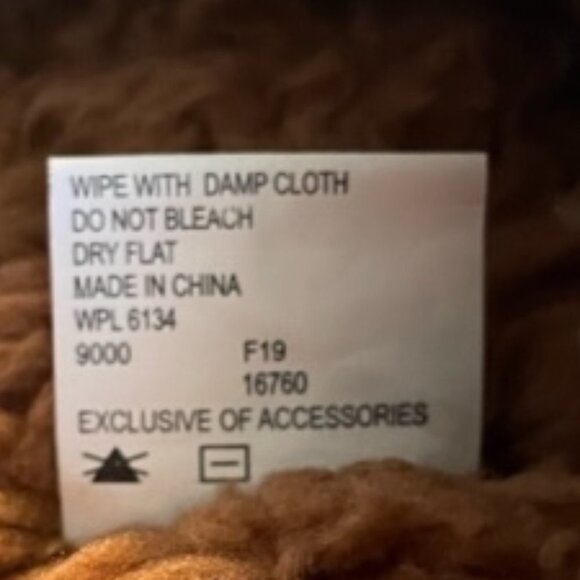 WIPE WITH DAMP CLOTH
DO NOT BLEACH
DRY FLAT
MADE IN CHINA
WPL 6134
9000 F19
16760
EXCLUSIVE OF ACCESSORIES